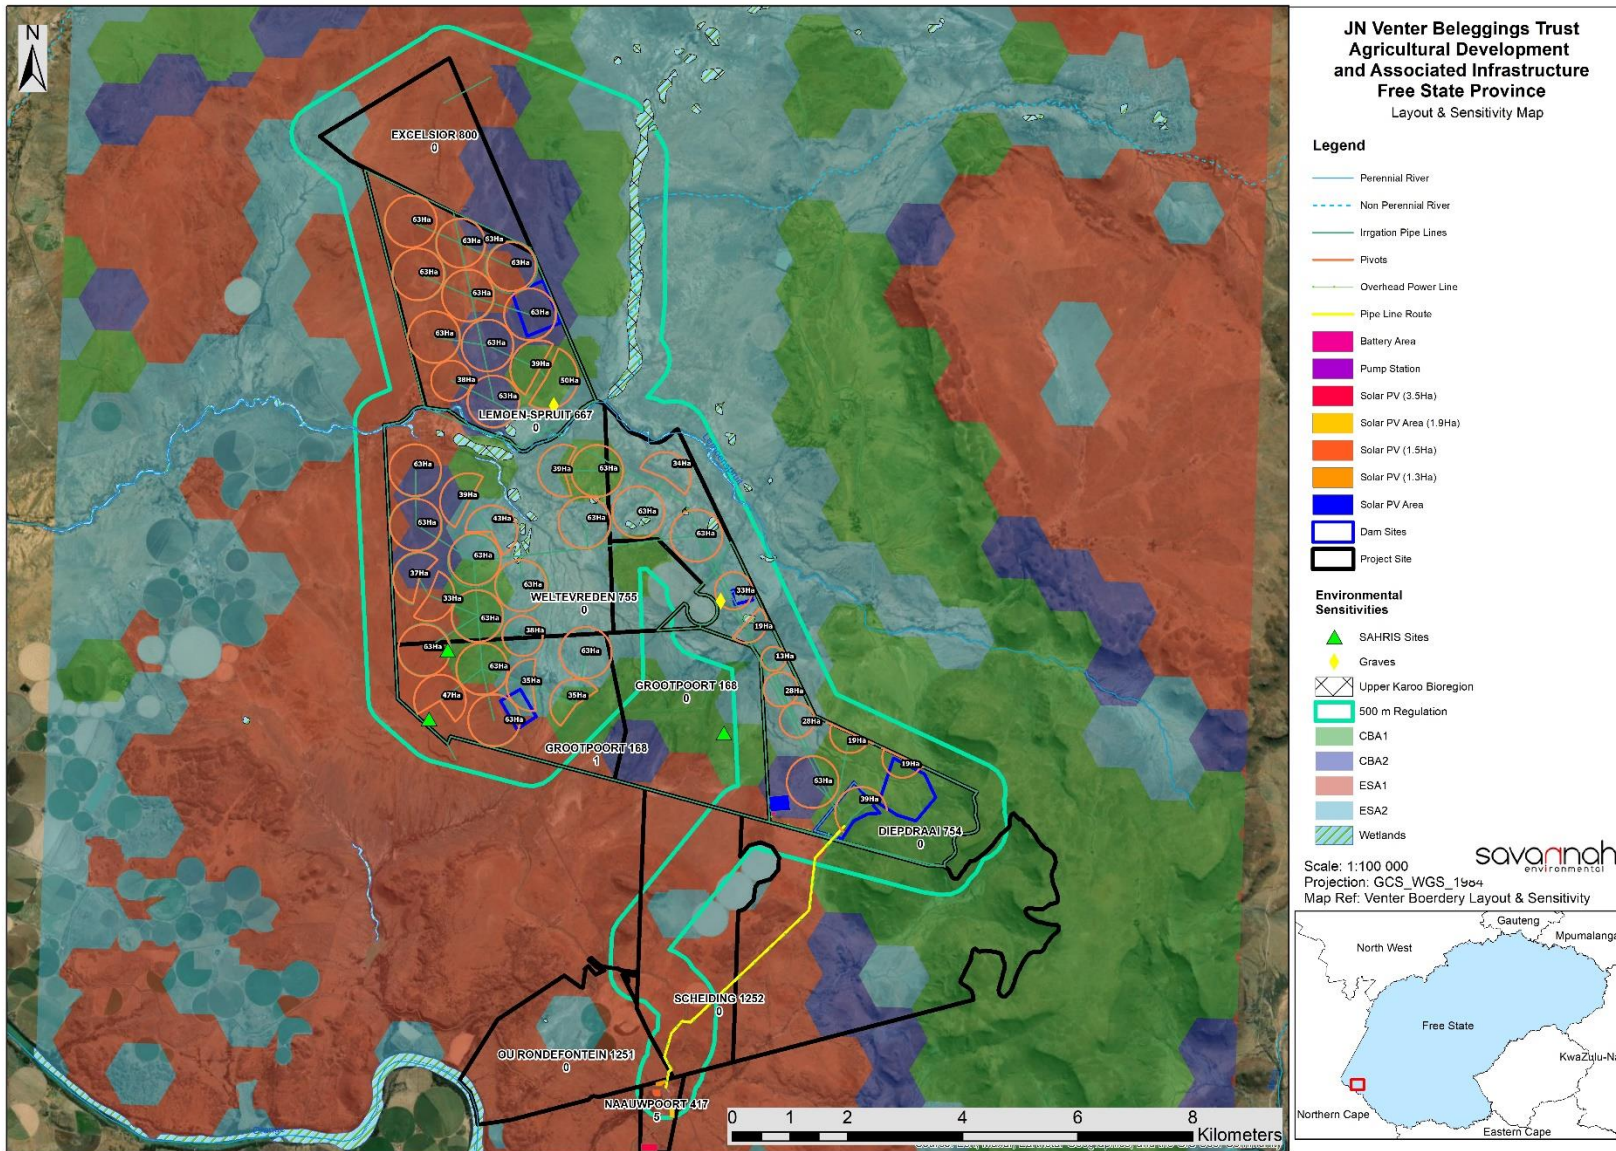 JN Venter Beleggings Trust
Agricultural Development
and Associated Infrastructure
Free State Province
Layout & Sensitivity Map
Legend
Perennial River
Non Perennial River
Irrgation Pipe Lines
Pivots
Overhead Power Line
Pipe Line Route
Battery Area
Pump Station
Solar PV (3.5Ha)
Solar PV Area (1.9Ha)
Solar PV (1.5Ha)
Solar PV (1.3Ha)
Solar PV Area
Dam Sites
Project Site
Environmental
Sensitivities
SAHRIS Sites
Graves
Upper Karoo Bioregion
500 m Regulation
CBA1
CBA2
ESA1
ESA2
Wetlands
savannah
environmental
Scale: 1:100 000
Projection: GCS_WGS_1984
Map Ref: Venter Boerdery Layout & Sensitivity
Gauteng
North West
Mpumalanga
Free State
KwaZulu-Na
Northern Cape
Eastern Cape
N
EXCELSIOR 800
0
63Ha
63Ha
63Ha
63Ha
63Ha
63Ha
63Ha
63Ha
63Ha
39Ha
38Ha
50Ha
63Ha
LEMOEN-SPRUIT 667
0
63Ha
39Ha
63Ha
34Ha
39Ha
43Ha
63Ha
63Ha
63Ha
63Ha
63Ha
37Ha
63Ha
33Ha
33Ha
WELTEVREDEN 755
0
63Ha
38Ha
19Ha
63Ha
63Ha
63Ha
13Ha
35Ha
47Ha
35Ha
GROOTPOORT 168
0
28Ha
63Ha
28Ha
GROOTPOORT 168
1
19Ha
19Ha
63Ha
39Ha
DIEPDRAAI 754
0
SCHEIDING 1252
0
OU RONDEFONTEIN 1251
0
NAAUWPOORT 417
5
0 1 2 4 6 8
Kilometers